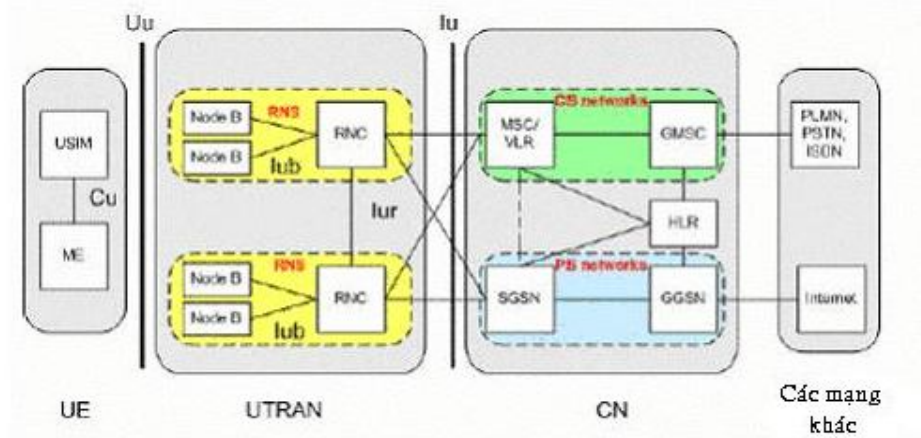 Uu
Iu
RNS
CS networks
Node B
Node B
RNC
Iub
MSC/
VLR
GMSC
PLMN,
PSTN,
ISDN
USIM
Cu
ME
Iur
HLR
RNS
PS networks
Node B
Node B
RNC
Iub
SGSN
GGSN
Internet
UE
UTRAN
CN
Các mạng
khác